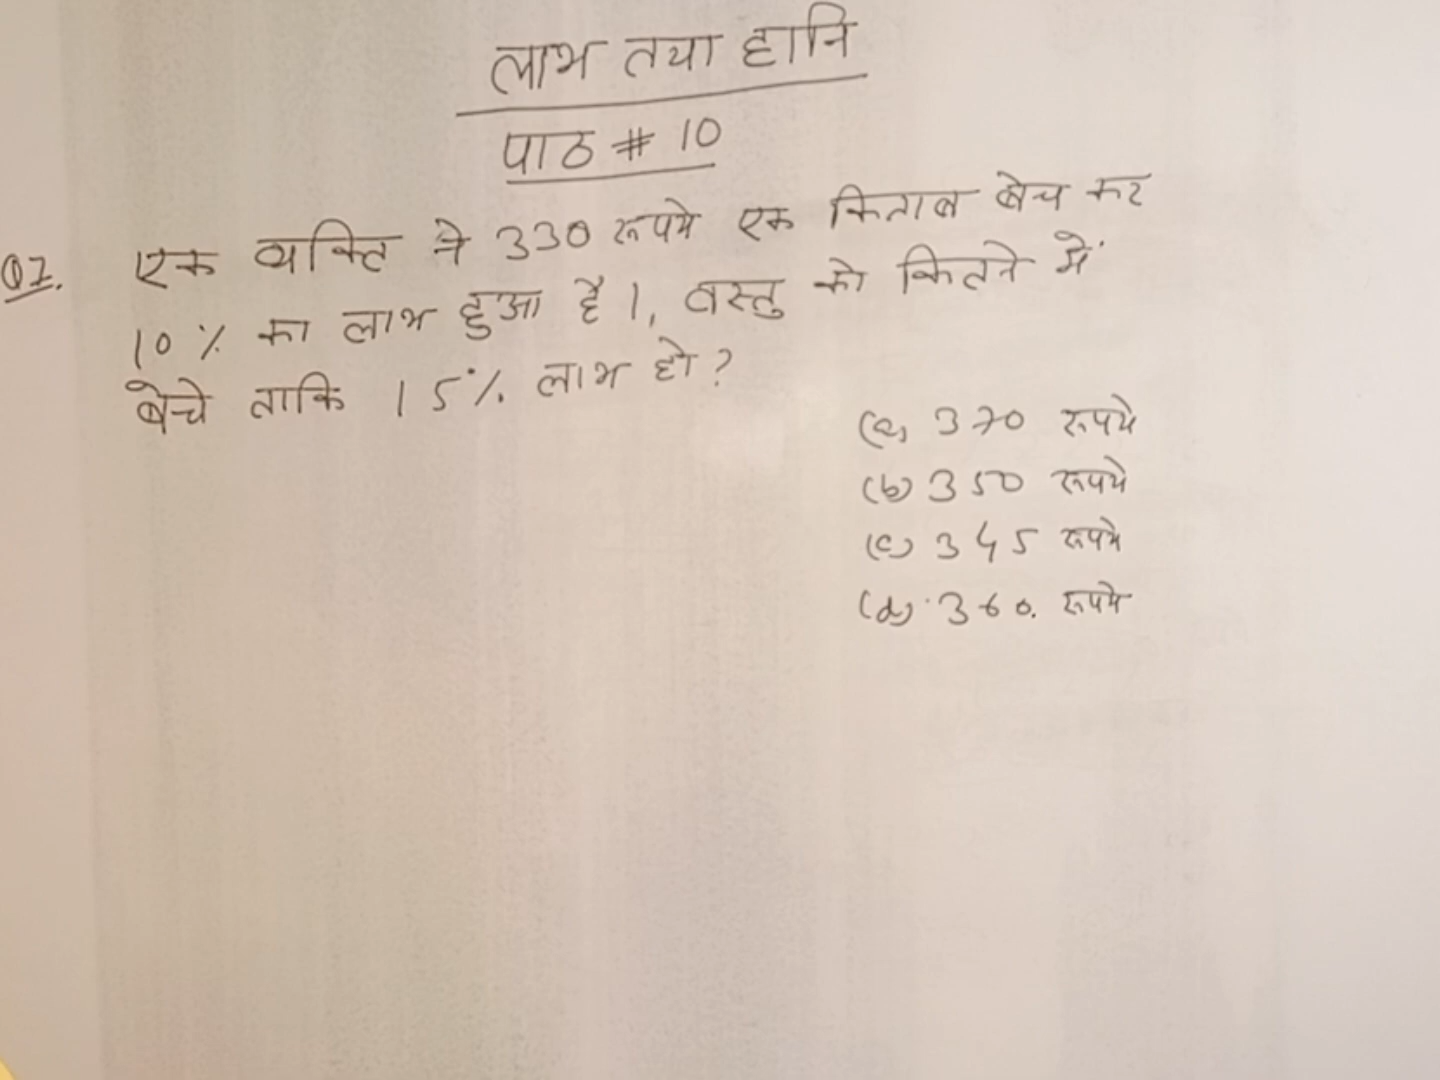 लाभ तथा हानि
पाठ # 10
Q1. एक व्यक्ति ने 330 रूपये एक किताब बेच कर
10 % का लाभ हुआ है ।, वस्तु को कितने में
बेचे ताकि 15% लाभ हो ?
(a) 370 रूपये
(b) 350 रूपये
(c) 345 रूपये
(d) 360. रूपये